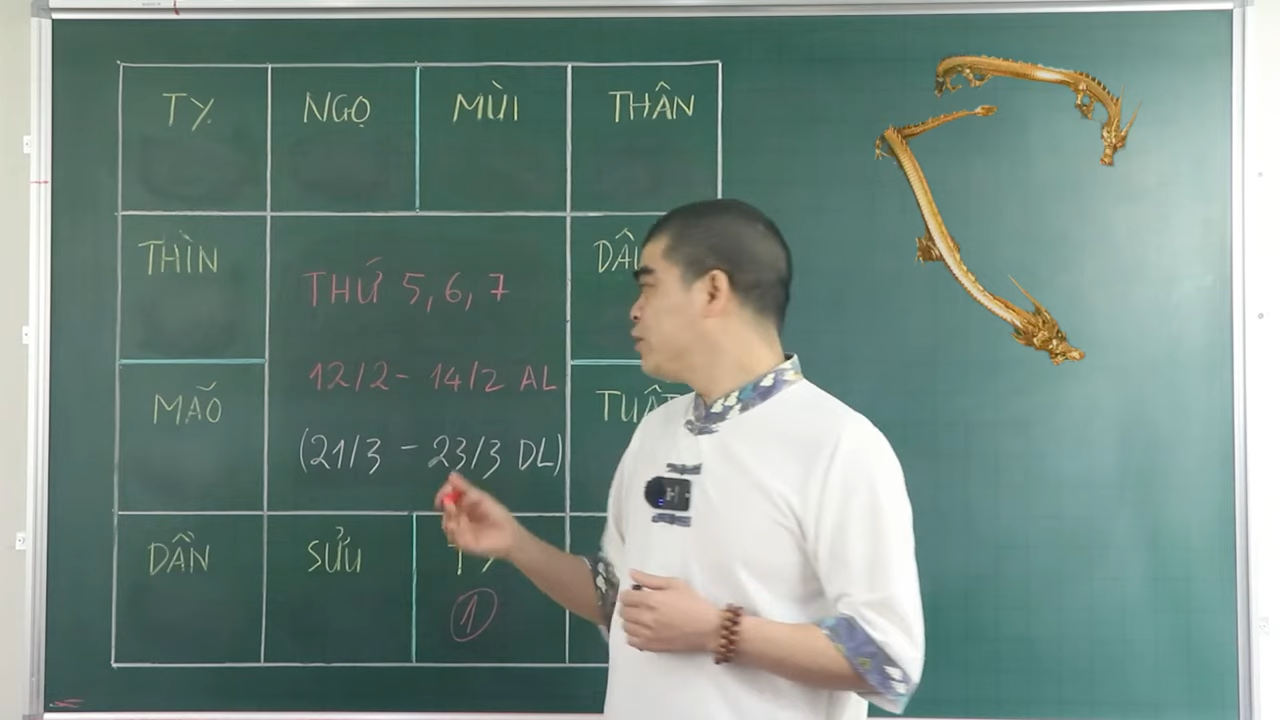 TỴ
NGỌ
MÙI
THÂN
THÌN
THỨ 5, 6, 7
12/2 - 14/2 AL
MÃO
(21/3 - 23/3 DL)
DẦN
SỬU
1